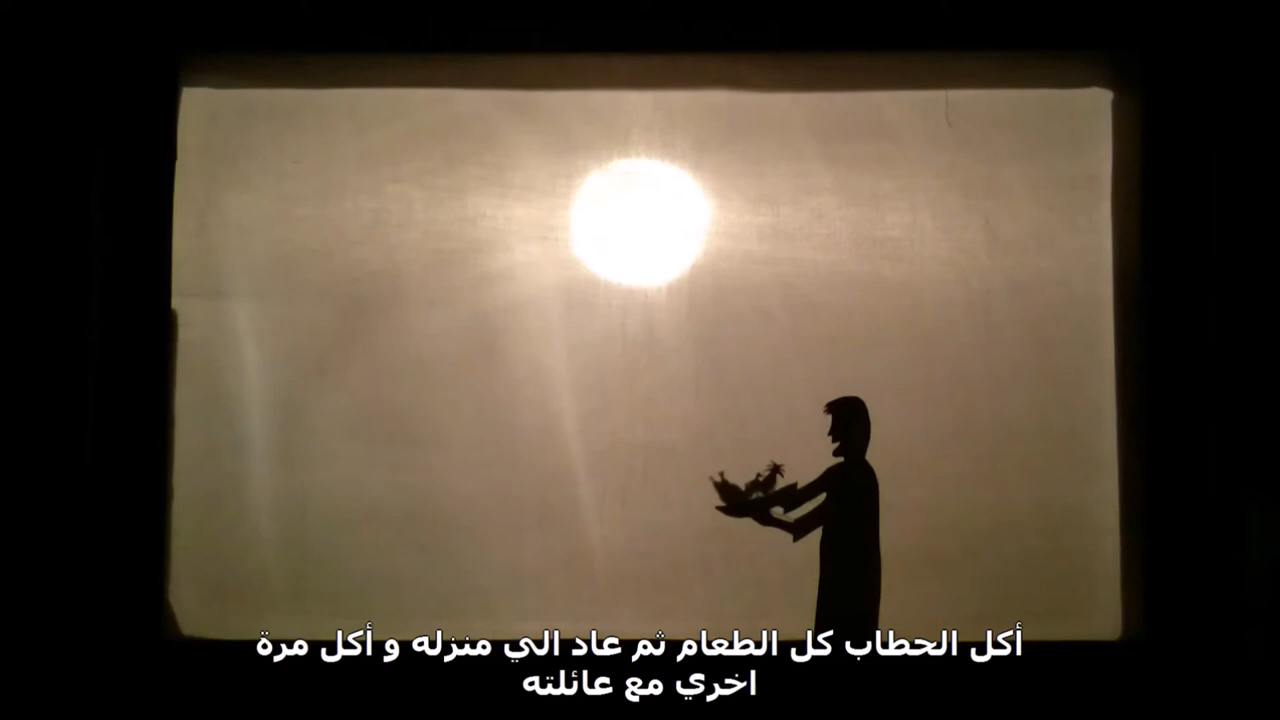 أكل الحطاب كل الطعام ثم عاد الي منزله و أكل مرة
اخري مع عائلته